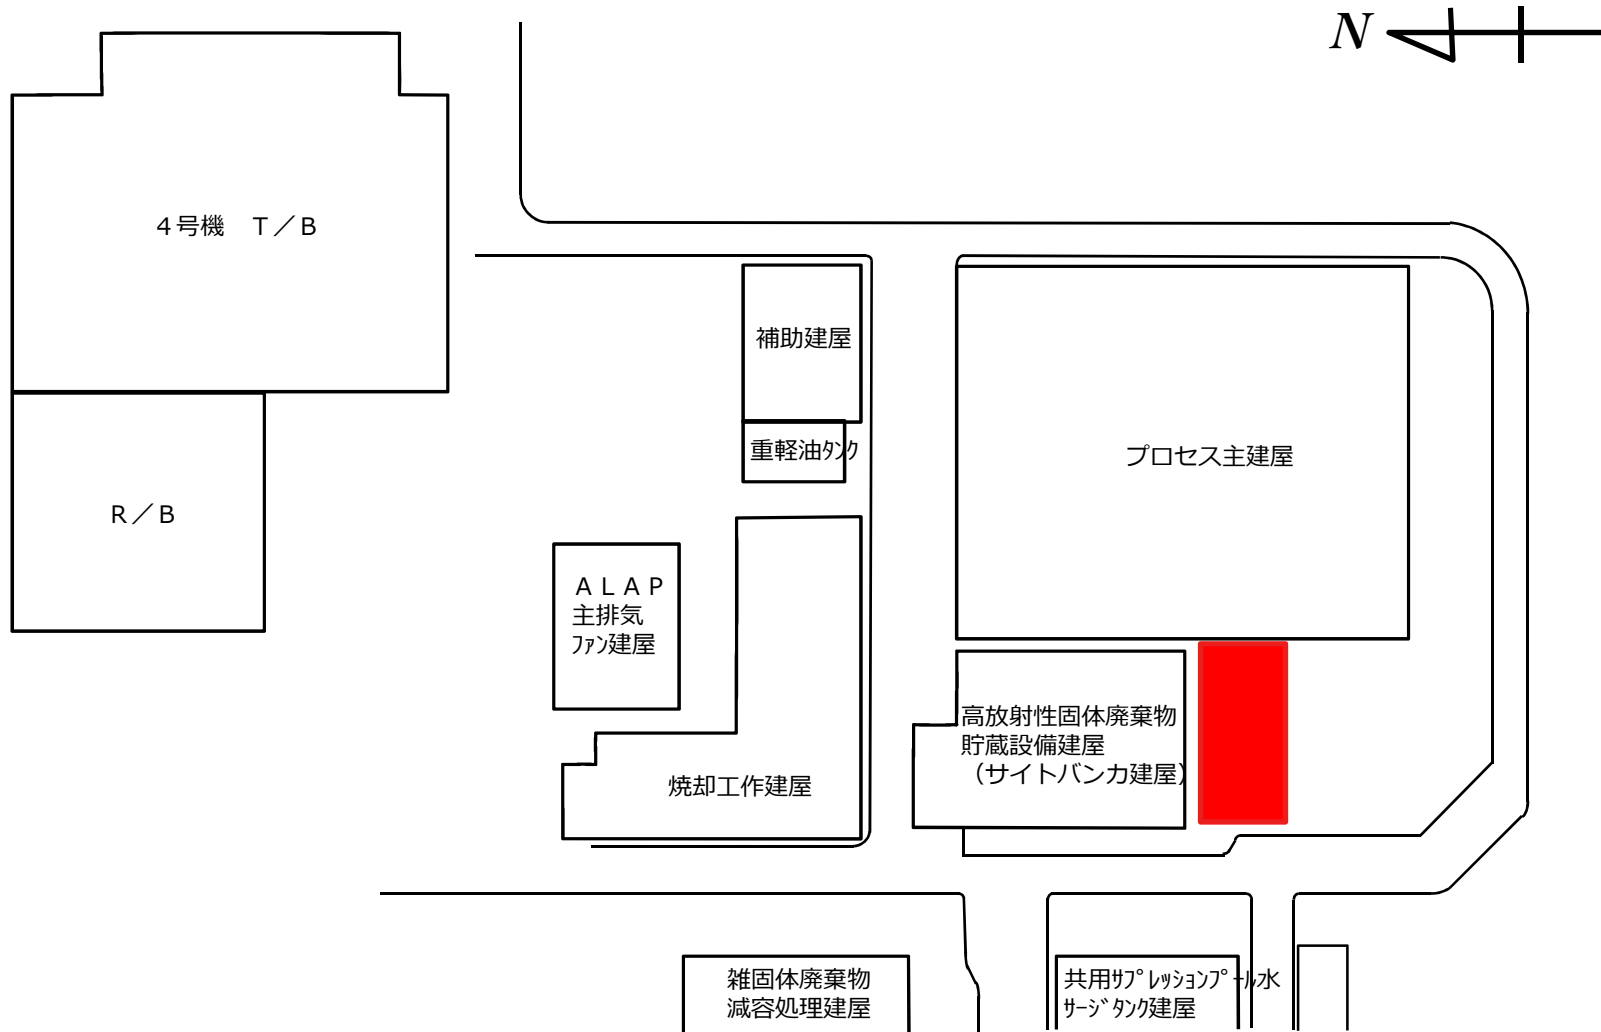 N
４号機　Ｔ／Ｂ
補助建屋
重軽油ﾀﾝｸ
プロセス主建屋
Ｒ／Ｂ
ＡＬＡＰ
主排気
ﾌｧﾝ建屋
高放射性固体廃棄物
貯蔵設備建屋
（サイトバンカ建屋）
焼却工作建屋
雑固体廃棄物
減容処理建屋
共用ｻﾌﾟﾚｯｼｮﾝﾌﾟｰﾙ水
ｻｰｼﾞﾀﾝｸ建屋